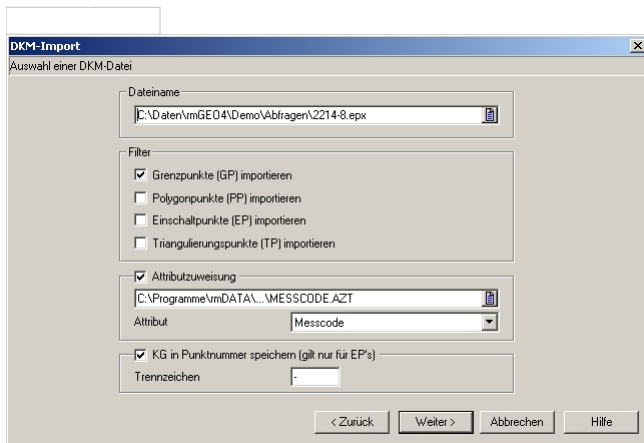 DKM-Import
Auswahl einer DKM-Datei
Dateiname
C:\Daten\rmGEO4\Demo\Abfragen\2214-8.epx
Filter
Grenzpunkte (GP) importieren
Polygonpunkte (PP) importieren
Einschaltpunkte (EP) importieren
Triangulierungspunkte (TP) importieren
Attributzuweisung
C:\Programme\rmDATA\...\MESSCODE.AZT
Attribut Messcode
KG in Punktnummer speichern (gilt nur für EP's)
Trennzeichen -
< Zurück Weiter > Abbrechen Hilfe